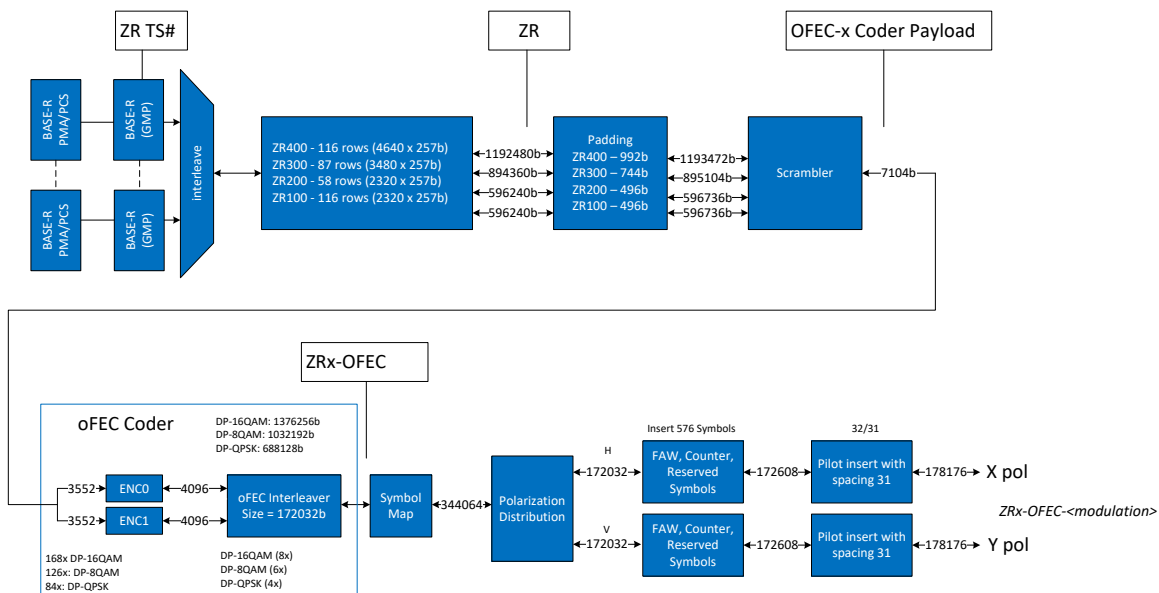 ZR TS#
ZR
OFEC-x Coder Payload
BASE-R
PMA/PCS
BASE-R
(GMP)
BASE-R
PMA/PCS
BASE-R
(GMP)
interleave
ZR400 - 116 rows (4640 x 257b)
ZR300 - 87 rows (3480 x 257b)
ZR200 - 58 rows (2320 x 257b)
ZR100 - 116 rows (2320 x 257b)
1192480b
894360b
596240b
596240b
Padding
ZR400 – 992b
ZR300 – 744b
ZR200 – 496b
ZR100 – 496b
1193472b
895104b
596736b
596736b
Scrambler
7104b
ZRx-OFEC
oFEC Coder
DP-16QAM: 1376256b
DP-8QAM: 1032192b
DP-QPSK: 688128b
3552
ENC0
4096
3552
ENC1
4096
oFEC Interleaver
Size = 172032b
168x DP-16QAM
126x: DP-8QAM
84x: DP-QPSK
DP-16QAM (8x)
DP-8QAM (6x)
DP-QPSK (4x)
Symbol
Map
344064
Polarization
Distribution
H
172032
V
172032
Insert 576 Symbols
FAW, Counter,
Reserved
Symbols
172608
32/31
Pilot insert with
spacing 31
178176
X pol
ZRx-OFEC-<modulation>
FAW, Counter,
Reserved
Symbols
172608
Pilot insert with
spacing 31
178176
Y pol